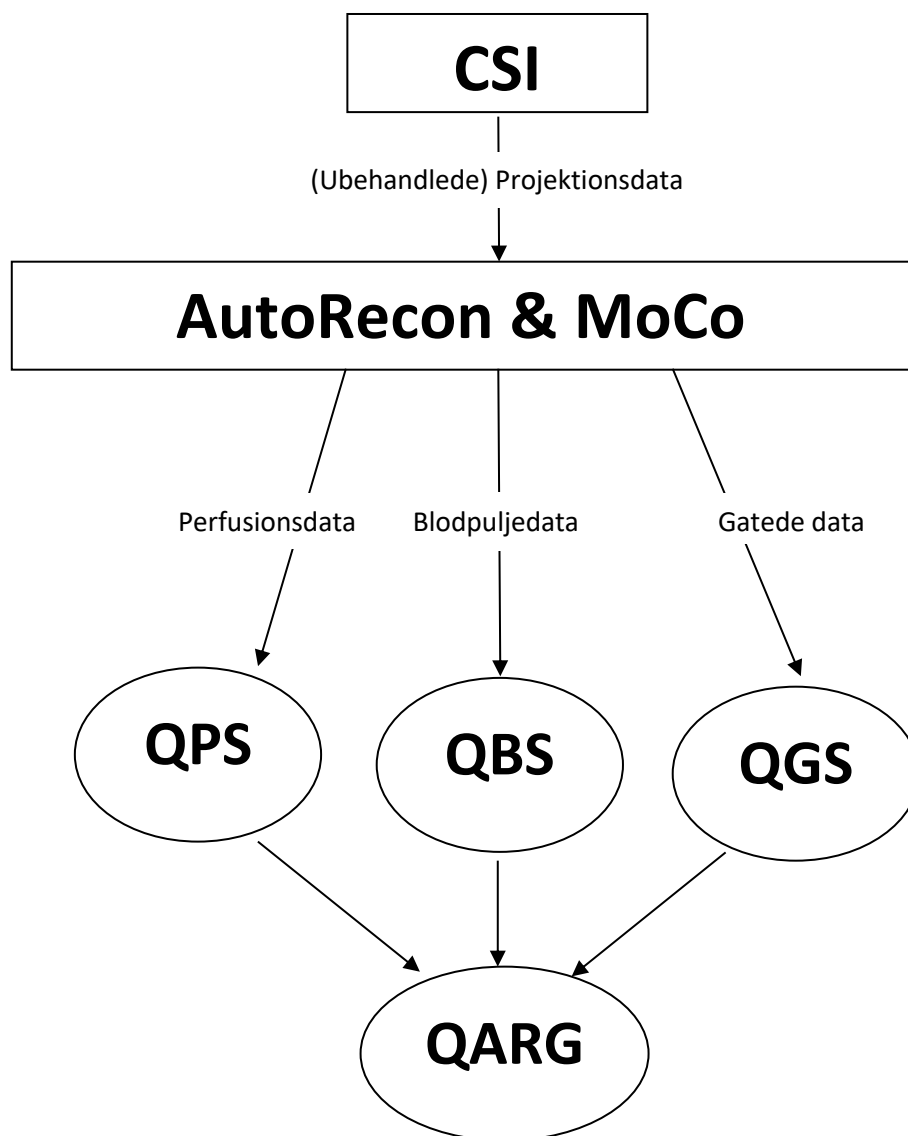 CSI
(Ubehandlede) Projektionsdata
AutoRecon & MoCo
Perfusionsdata
Blodpuljedata
Gatede data
QPS
QBS
QGS
QARG